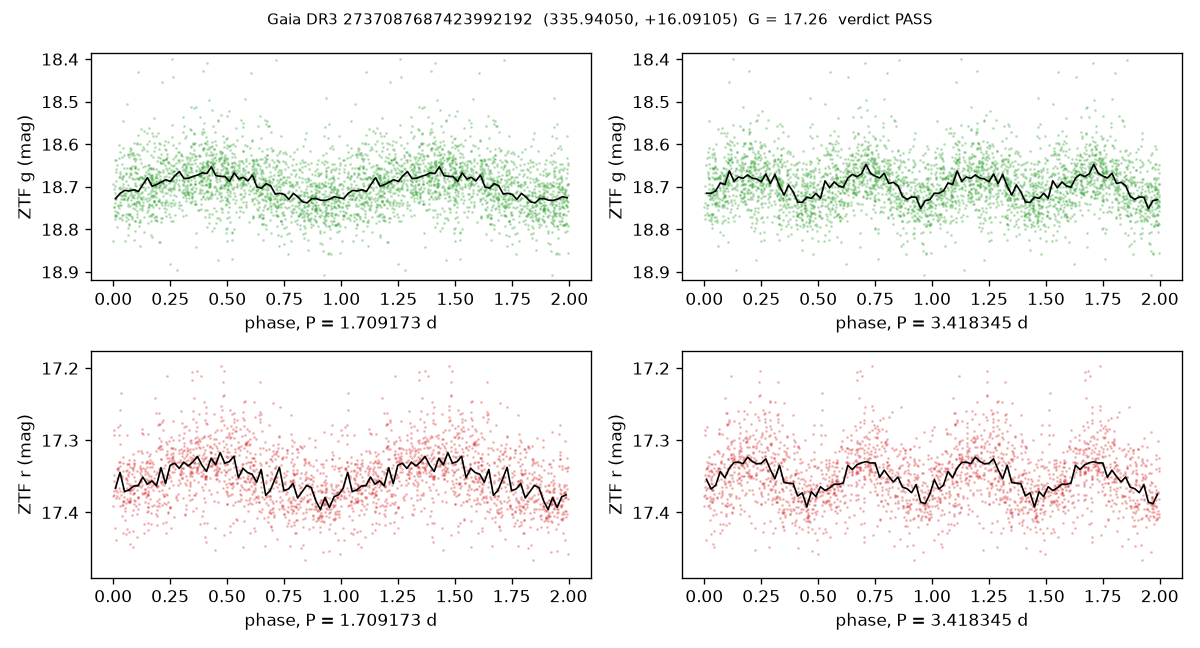 Gaia DR3 2737087687423992192 (335.94050, +16.09105) G = 17.26 verdict PASS
ZTF g (mag)
18.4
18.5
18.6
18.7
18.8
18.9
0.00 0.25 0.50 0.75 1.00 1.25 1.50 1.75 2.00
phase, P = 1.709173 d
ZTF g (mag)
18.4
18.5
18.6
18.7
18.8
18.9
0.00 0.25 0.50 0.75 1.00 1.25 1.50 1.75 2.00
phase, P = 3.418345 d
ZTF r (mag)
17.2
17.3
17.4
0.00 0.25 0.50 0.75 1.00 1.25 1.50 1.75 2.00
phase, P = 1.709173 d
ZTF r (mag)
17.2
17.3
17.4
0.00 0.25 0.50 0.75 1.00 1.25 1.50 1.75 2.00
phase, P = 3.418345 d